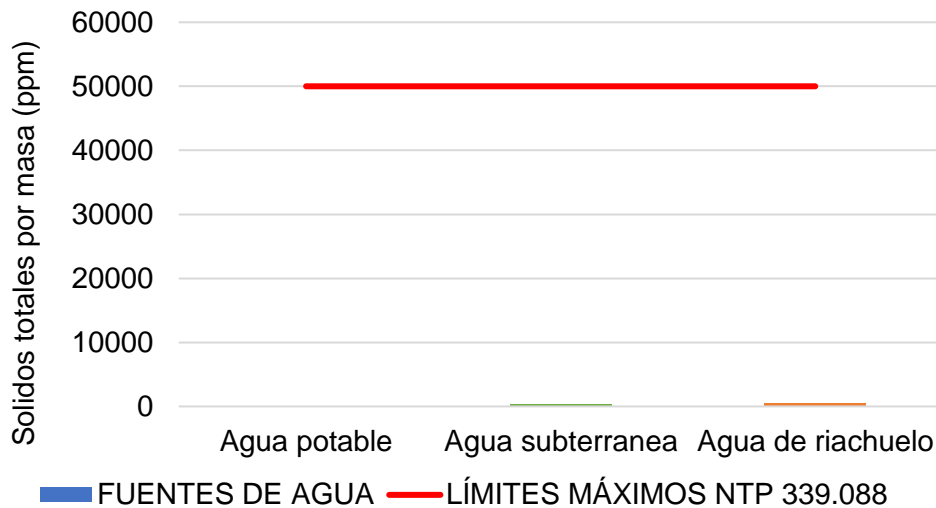 Solidos totales por masa (ppm)
60000
50000
40000
30000
20000
10000
0
Agua potable Agua subterranea Agua de riachuelo
FUENTES DE AGUA LÍMITES MÁXIMOS NTP 339.088